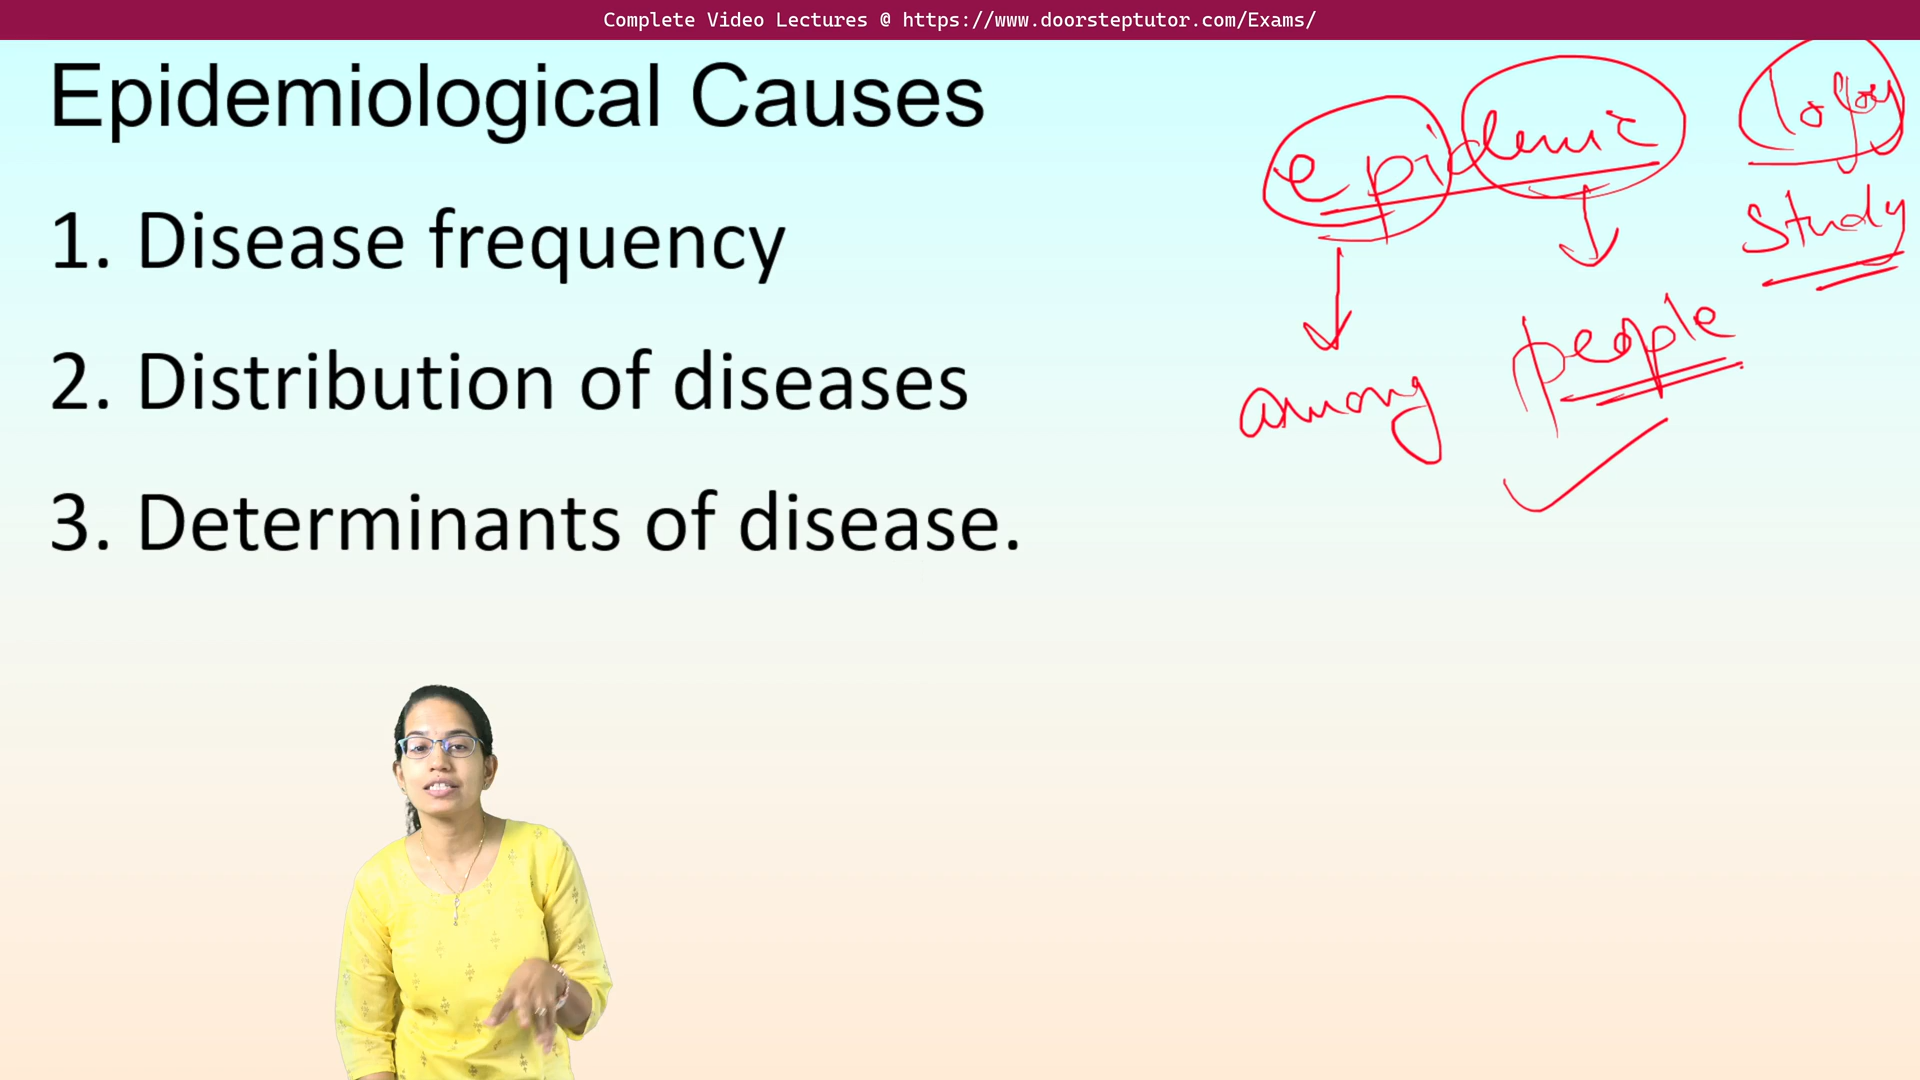 Complete Video Lectures @ https://www.doorsteptutor.com/Exams/
Epidemiological Causes
1. Disease frequency
2. Distribution of diseases
3. Determinants of disease.
epidemic logy
study
among people